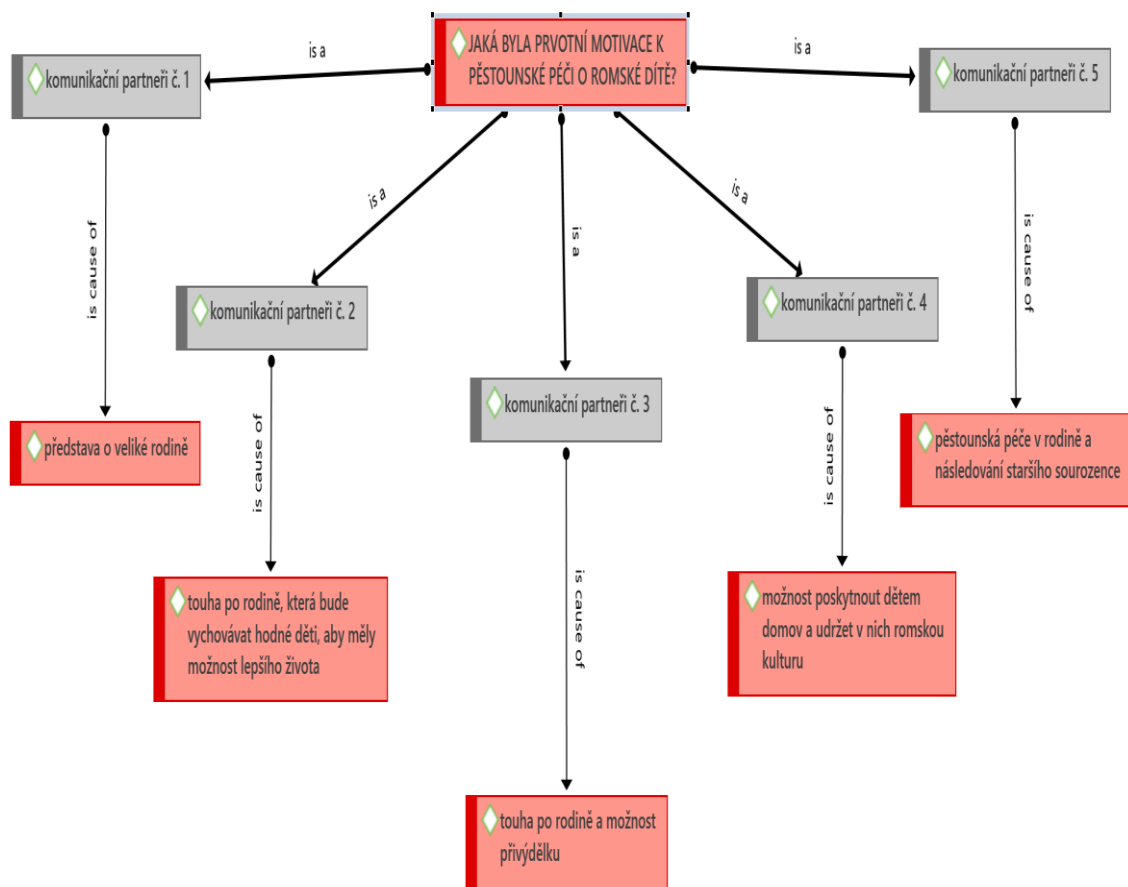 JAKÁ BYLA PRVOTNÍ MOTIVACE K
PĚSTOUNSKÉ PÉČI O ROMSKÉ DÍTĚ?
is a
is a
is a
is a
is a
komunikační partneři č. 1
komunikační partneři č. 5
komunikační partneři č. 2
komunikační partneři č. 4
komunikační partneři č. 3
is cause of
is cause of
is cause of
is cause of
is cause of
představa o veliké rodině
pěstounská péče v rodině a
následování staršího sourozence
touha po rodině, která bude
vychovávat hodné děti, aby měly
možnost lepšího života
možnost poskytnout dětem
domov a udržet v nich romskou
kulturu
touha po rodině a možnost
přivýdělku